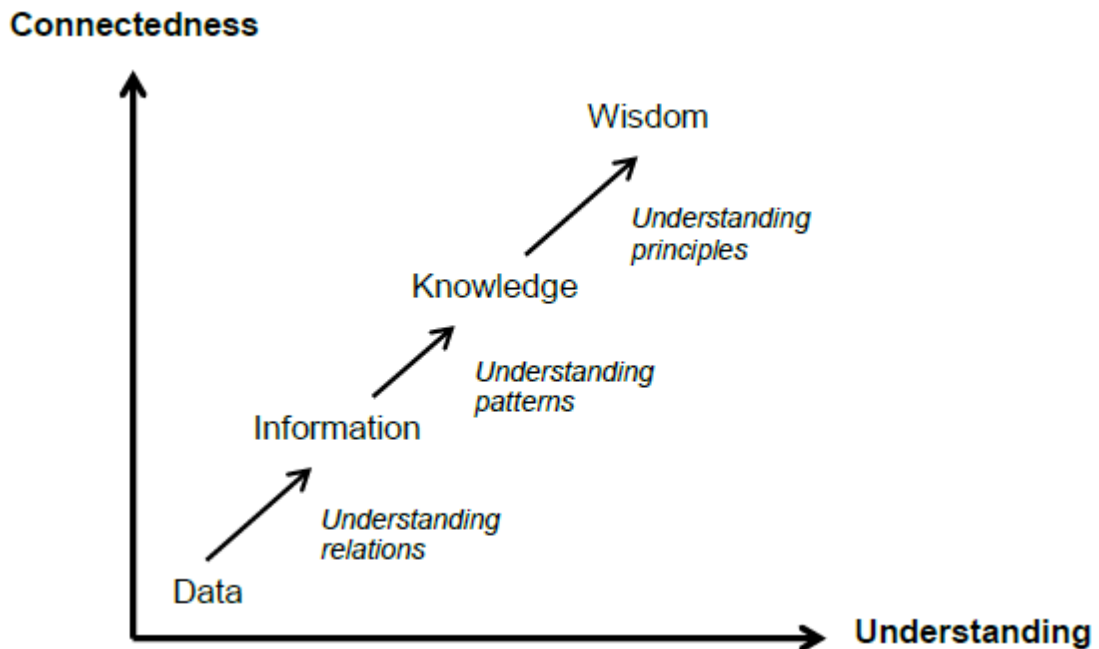 Connectedness
Wisdom
Understanding
principles
Knowledge
Understanding
patterns
Information
Understanding
relations
Data
Understanding